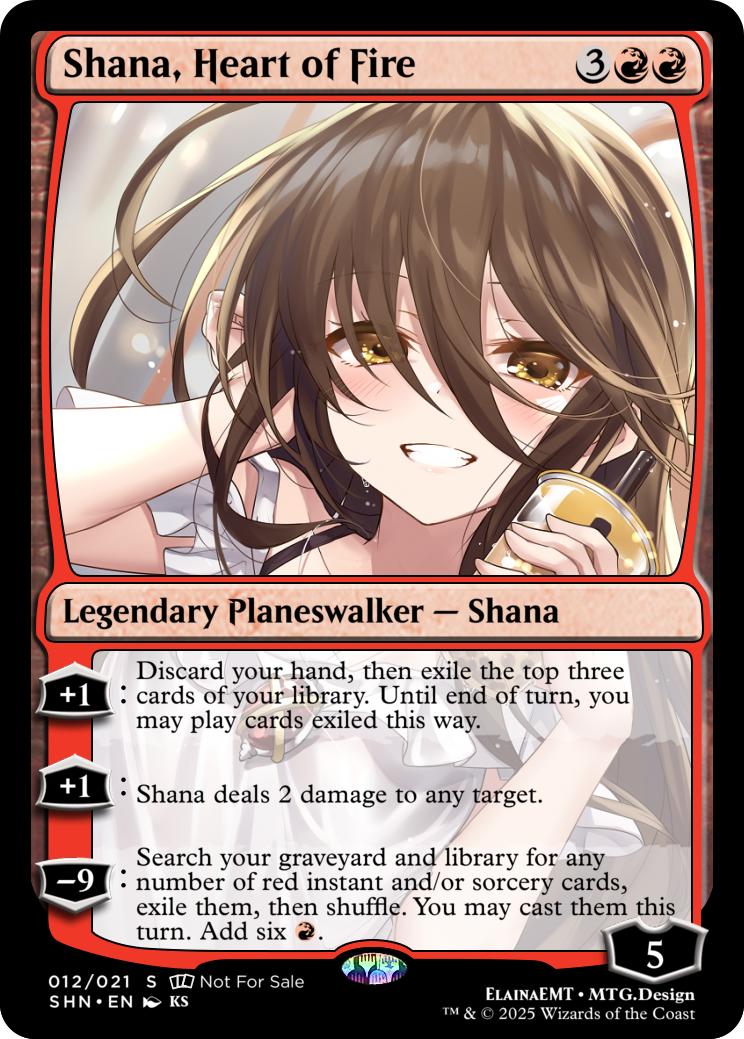 Shana, Heart of Fire 3
Legendary Planeswalker — Shana
+1 : Discard your hand, then exile the top three
cards of your library. Until end of turn, you
may play cards exiled this way.
+1 : Shana deals 2 damage to any target.
−9 : Search your graveyard and library for any
number of red instant and/or sorcery cards,
exile them, then shuffle. You may cast them this
turn. Add six .
5
012/021 S Not For Sale
SHN • EN KS
ElainaEMT • MTG.Design
™ & © 2025 Wizards of the Coast